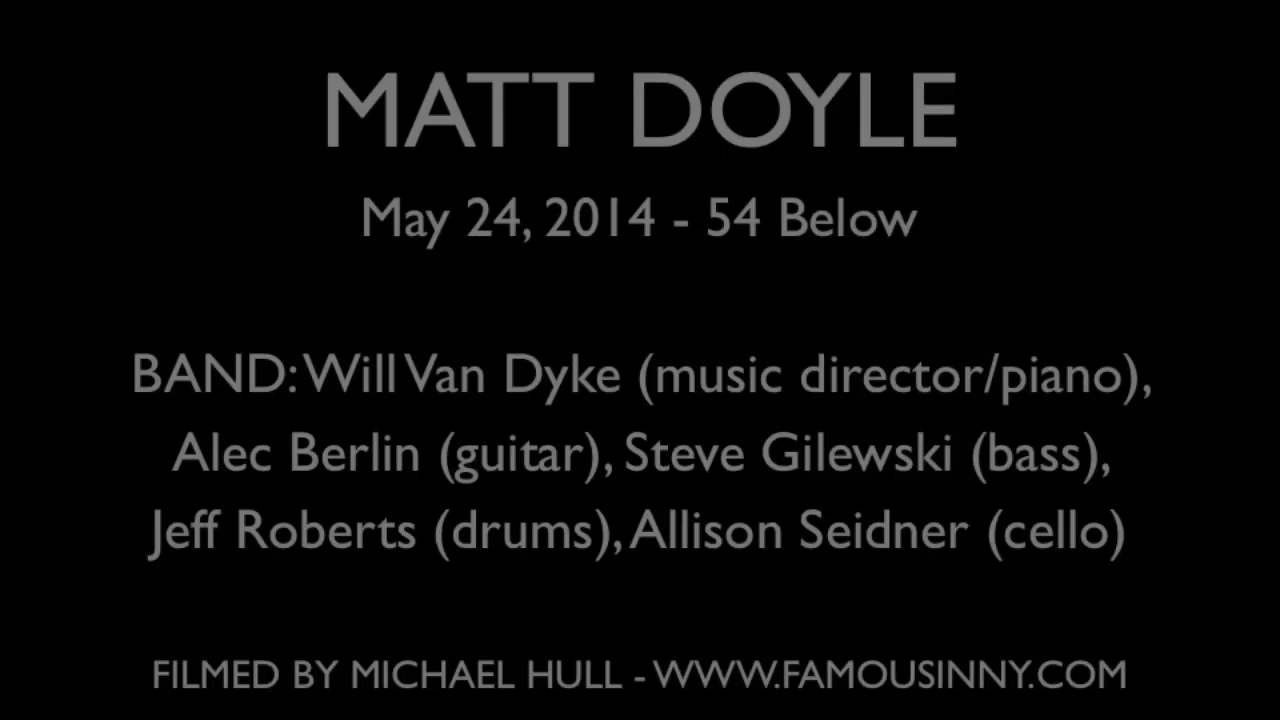 MATT DOYLE
May 24, 2014 - 54 Below
BAND: Will Van Dyke (music director/piano),
Alec Berlin (guitar), Steve Gilewski (bass),
Jeff Roberts (drums), Allison Seidner (cello)
FILMED BY MICHAEL HULL - WWW.FAMOUSINNY.COM